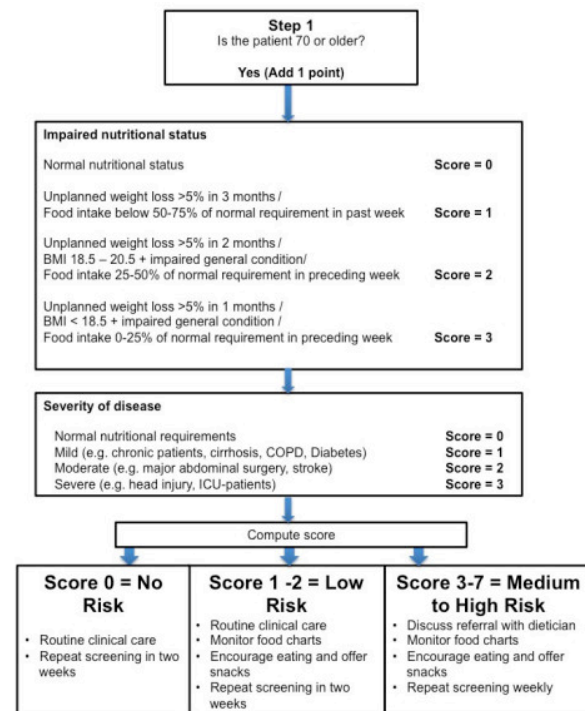 Step 1
Is the patient 70 or older?
Yes (Add 1 point)
Impaired nutritional status
Normal nutritional status Score = 0
Unplanned weight loss >5% in 3 months /
Food intake below 50-75% of normal requirement in past week Score = 1
Unplanned weight loss >5% in 2 months /
BMI 18.5 – 20.5 + impaired general condition/
Food intake 25-50% of normal requirement in preceding week Score = 2
Unplanned weight loss >5% in 1 months /
BMI < 18.5 + impaired general condition /
Food intake 0-25% of normal requirement in preceding week Score = 3
Severity of disease
Normal nutritional requirements Score = 0
Mild (e.g. chronic patients, cirrhosis, COPD, Diabetes) Score = 1
Moderate (e.g. major abdominal surgery, stroke) Score = 2
Severe (e.g. head injury, ICU-patients) Score = 3
Compute score
Score 0 = No
Risk
• Routine clinical care
• Repeat screening in two
weeks
Score 1 -2 = Low
Risk
• Routine clinical care
• Monitor food charts
• Encourage eating and offer
snacks
• Repeat screening in two
weeks
Score 3-7 = Medium
to High Risk
• Discuss referral with dietician
• Monitor food charts
• Encourage eating and offer
snacks
• Repeat screening weekly